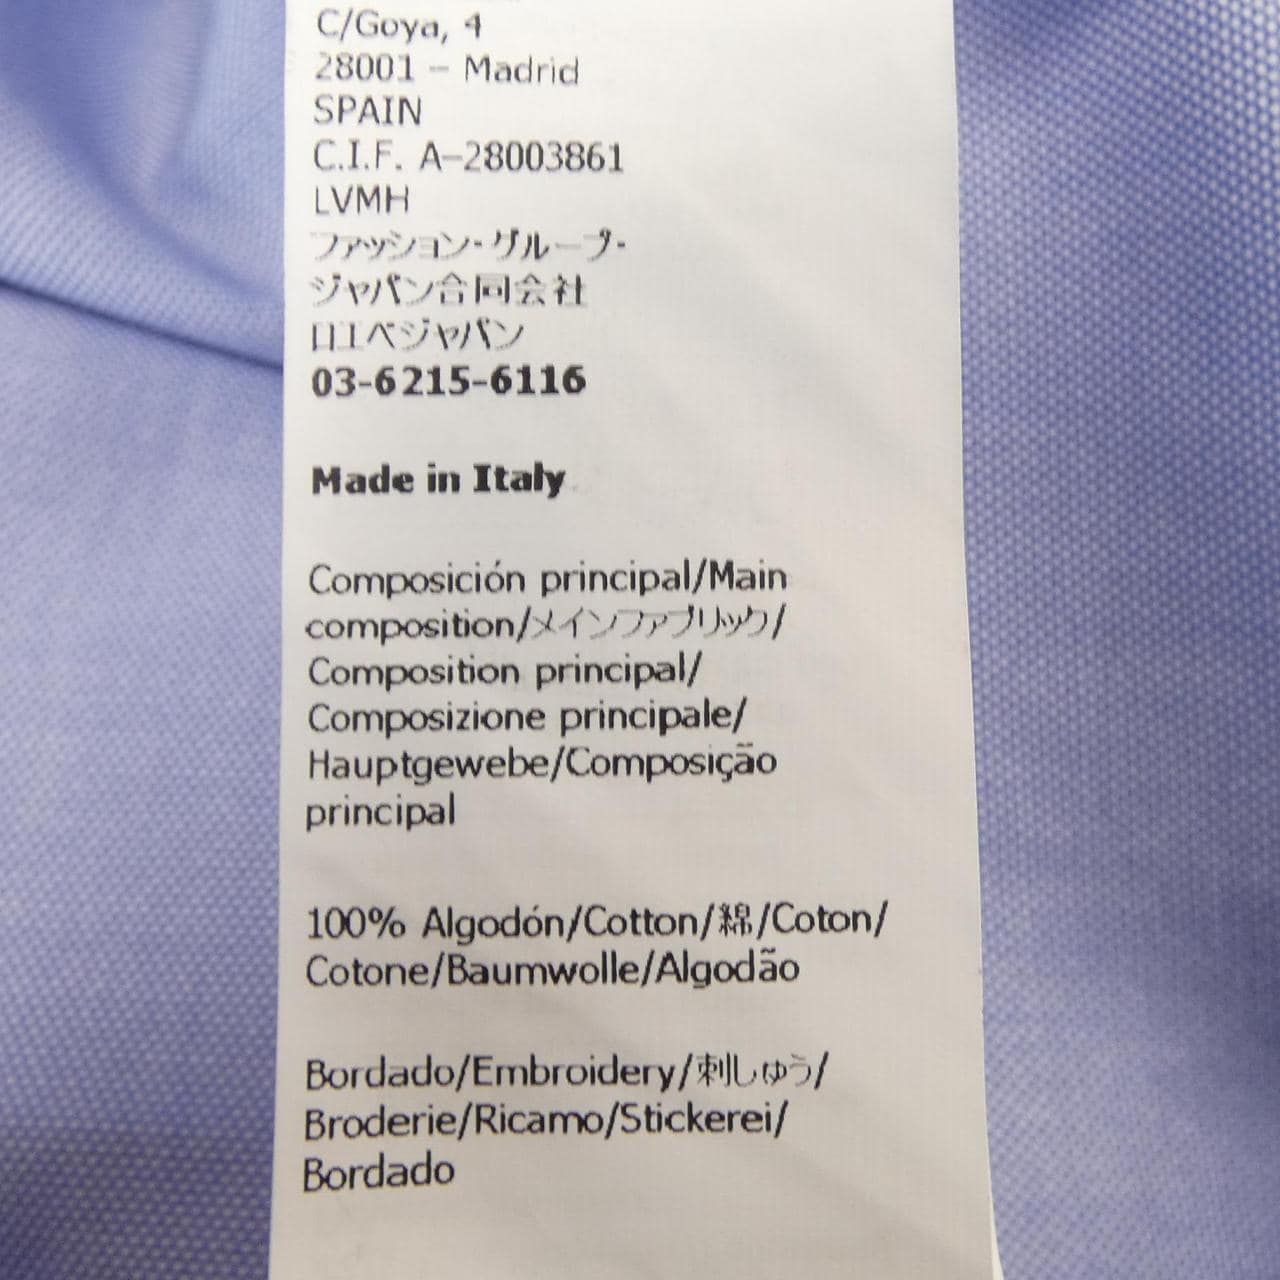 C/Goya, 4
28001 – Madrid
SPAIN
C.I.F. A–28003861
LVMH
ファッション・グループ・
ジャパン合同会社
ロエベジャパン
03-6215-6116
Made in Italy
Composición principal/Main
composition/メインファブリック/
Composition principal/
Composizione principale/
Hauptgewebe/Composição
principal
100% Algodón/Cotton/綿/Coton/
Cotone/Baumwolle/Algodão
Bordado/Embroidery/刺しゅう/
Broderie/Ricamo/Stickerei/
Bordado